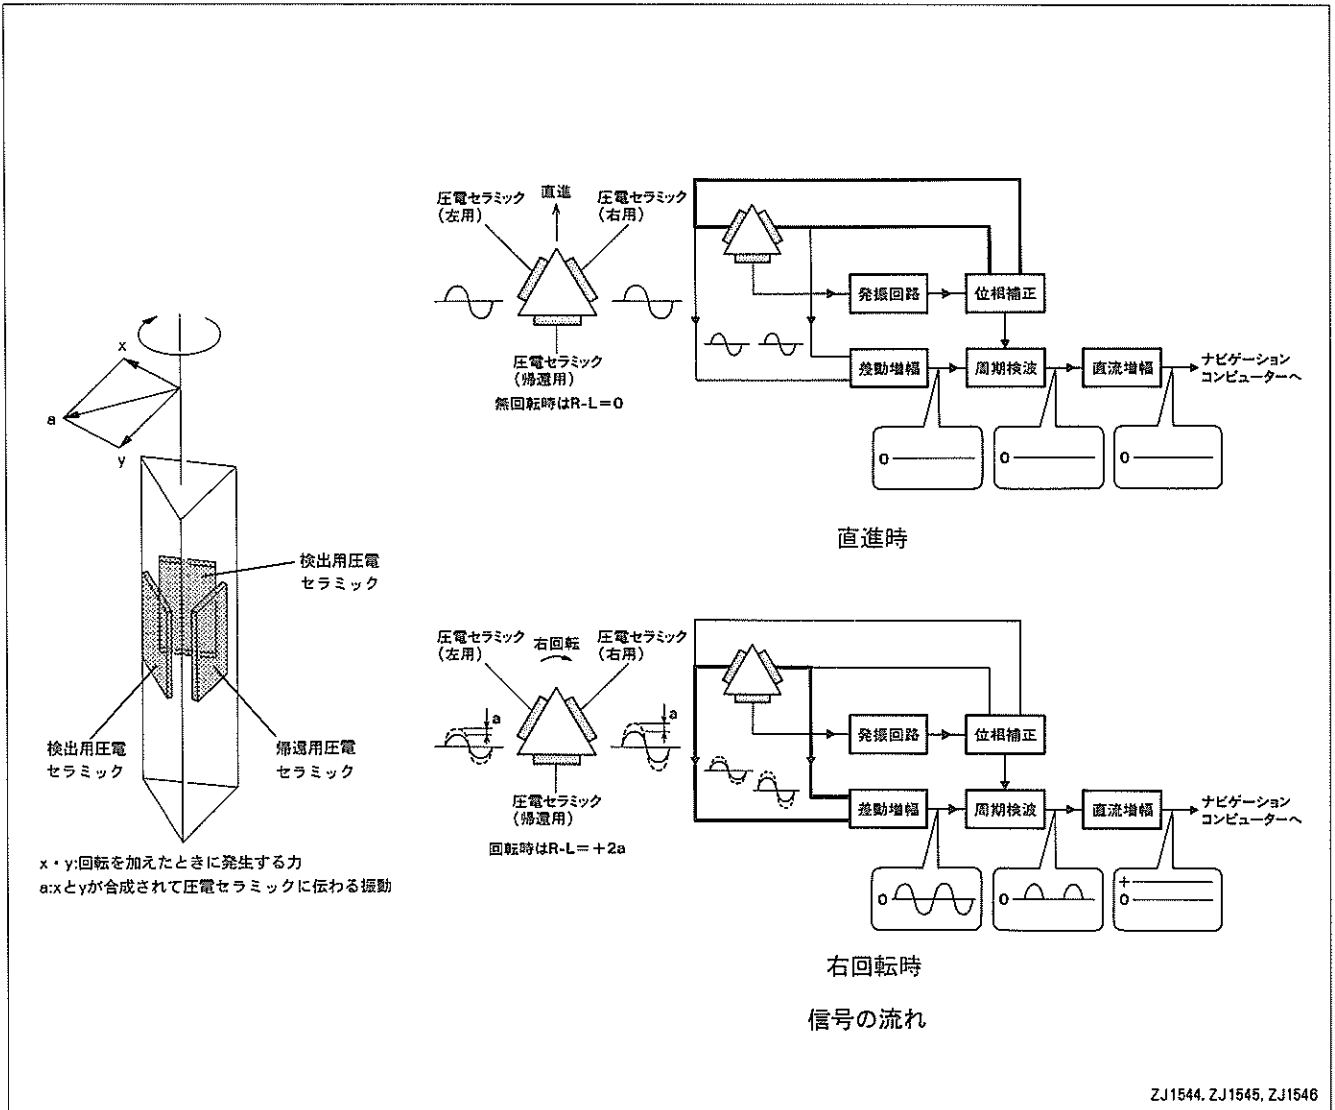 x
a
y
検出用圧電
セラミック
検出用圧電
セラミック
帰還用圧電
セラミック
x・y:回転を加えたときに発生する力
a:xとyが合成されて圧電セラミックに伝わる振動
圧電セラミック
(左用)
直進
圧電セラミック
(右用)
圧電セラミック
(帰還用)
無回転時はR-L=0
発振回路
位相補正
差動増幅
周期検波
直流増幅
ナビゲーション
コンピューターへ
0
0
0
直進時
圧電セラミック
(左用)
右回転
圧電セラミック
(右用)
a
a
圧電セラミック
(帰還用)
回転時はR-L=+2a
発振回路
位相補正
差動増幅
周期検波
直流増幅
ナビゲーション
コンピューターへ
0
0
+
0
右回転時
信号の流れ
ZJ1544, ZJ1545, ZJ1546